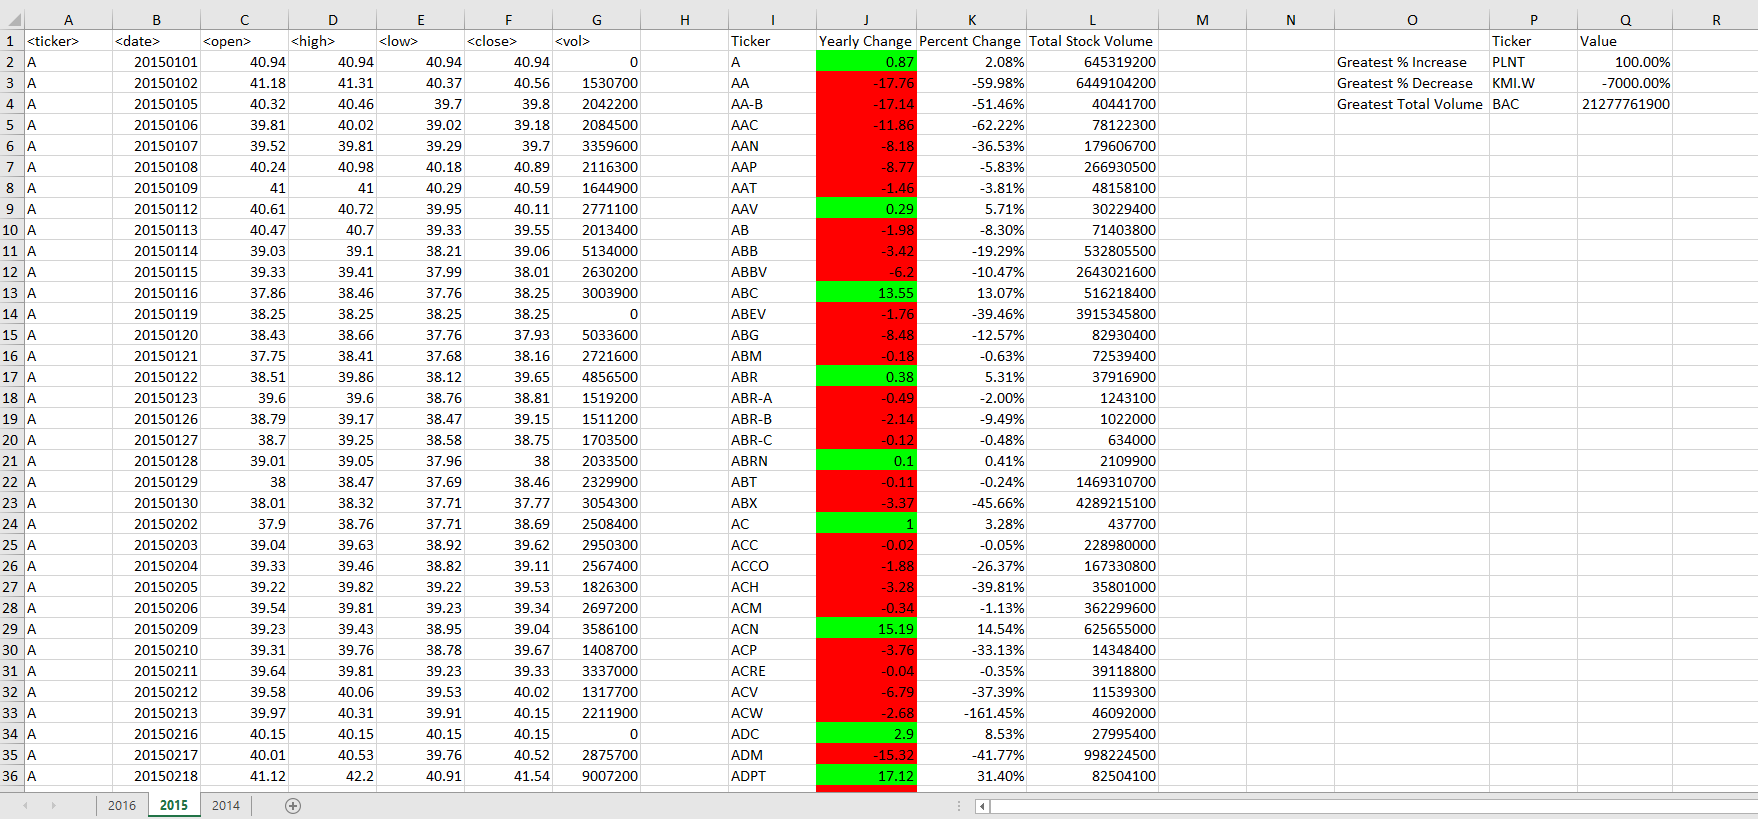 A B C D E F G H I J K L M N O P Q R
1 <ticker> <date> <open> <high> <low> <close> <vol> Ticker Yearly Change Percent Change Total Stock Volume Ticker Value
2 A 20150101 40.94 40.94 40.94 40.94 0 A 0.87 2.08% 645319200 Greatest % Increase PLNT 100.00%
3 A 20150102 41.18 41.31 40.37 40.56 1530700 AA -17.76 -59.98% 6449104200 Greatest % Decrease KMI.W -7000.00%
4 A 20150105 40.32 40.46 39.7 39.8 2042200 AA-B -17.14 -51.46% 40441700 Greatest Total Volume BAC 21277761900
5 A 20150106 39.81 40.02 39.02 39.18 2084500 AAC -11.86 -62.22% 78122300
6 A 20150107 39.52 39.81 39.29 39.7 3359600 AAN -8.18 -36.53% 179606700
7 A 20150108 40.24 40.98 40.18 40.89 2116300 AAP -8.77 -5.83% 266930500
8 A 20150109 41 41 40.29 40.59 1644900 AAT -1.46 -3.81% 48158100
9 A 20150112 40.61 40.72 39.95 40.11 2771100 AAV 0.29 5.71% 30229400
10 A 20150113 40.47 40.7 39.33 39.55 2013400 AB -1.98 -8.30% 71403800
11 A 20150114 39.03 39.1 38.21 39.06 5134000 ABB -3.42 -19.29% 532805500
12 A 20150115 39.33 39.41 37.99 38.01 2630200 ABBV -6.2 -10.47% 2643021600
13 A 20150116 37.86 38.46 37.76 38.25 3003900 ABC 13.55 13.07% 516218400
14 A 20150119 38.25 38.25 38.25 38.25 0 ABEV -1.76 -39.46% 3915345800
15 A 20150120 38.43 38.66 37.76 37.93 5033600 ABG -8.48 -12.57% 82930400
16 A 20150121 37.75 38.41 37.68 38.16 2721600 ABM -0.18 -0.63% 72539400
17 A 20150122 38.51 39.86 38.12 39.65 4856500 ABR 0.38 5.31% 37916900
18 A 20150123 39.6 39.6 38.76 38.81 1519200 ABR-A -0.49 -2.00% 1243100
19 A 20150126 38.79 39.17 38.47 39.15 1511200 ABR-B -2.14 -9.49% 1022000
20 A 20150127 38.7 39.25 38.58 38.75 1703500 ABR-C -0.12 -0.48% 634000
21 A 20150128 39.01 39.05 37.96 38 2033500 ABRN 0.1 0.41% 2109900
22 A 20150129 38 38.47 37.69 38.46 2329900 ABT -0.11 -0.24% 1469310700
23 A 20150130 38.01 38.32 37.71 37.77 3054300 ABX -3.37 -45.66% 4289215100
24 A 20150202 37.9 38.76 37.71 38.69 2508400 AC 1 3.28% 437700
25 A 20150203 39.04 39.63 38.92 39.62 2950300 ACC -0.02 -0.05% 228980000
26 A 20150204 39.33 39.46 38.82 39.11 2567400 ACCO -1.88 -26.37% 167330800
27 A 20150205 39.22 39.82 39.22 39.53 1826300 ACH -3.28 -39.81% 35801000
28 A 20150206 39.54 39.81 39.23 39.34 2697200 ACM -0.34 -1.13% 362299600
29 A 20150209 39.23 39.43 38.95 39.04 3586100 ACN 15.19 14.54% 625655000
30 A 20150210 39.31 39.76 38.78 39.67 1408700 ACP -3.76 -33.13% 14348400
31 A 20150211 39.64 39.81 39.23 39.33 3337000 ACRE -0.04 -0.35% 39118800
32 A 20150212 39.58 40.06 39.53 40.02 1317700 ACV -6.79 -37.39% 11539300
33 A 20150213 39.97 40.31 39.91 40.15 2211900 ACW -2.68 -161.45% 46092000
34 A 20150216 40.15 40.15 40.15 40.15 0 ADC 2.9 8.53% 27995400
35 A 20150217 40.01 40.53 39.76 40.52 2875700 ADM -15.32 -41.77% 998224500
36 A 20150218 41.12 42.2 40.91 41.54 9007200 ADPT 17.12 31.40% 82504100
2016 2015 2014